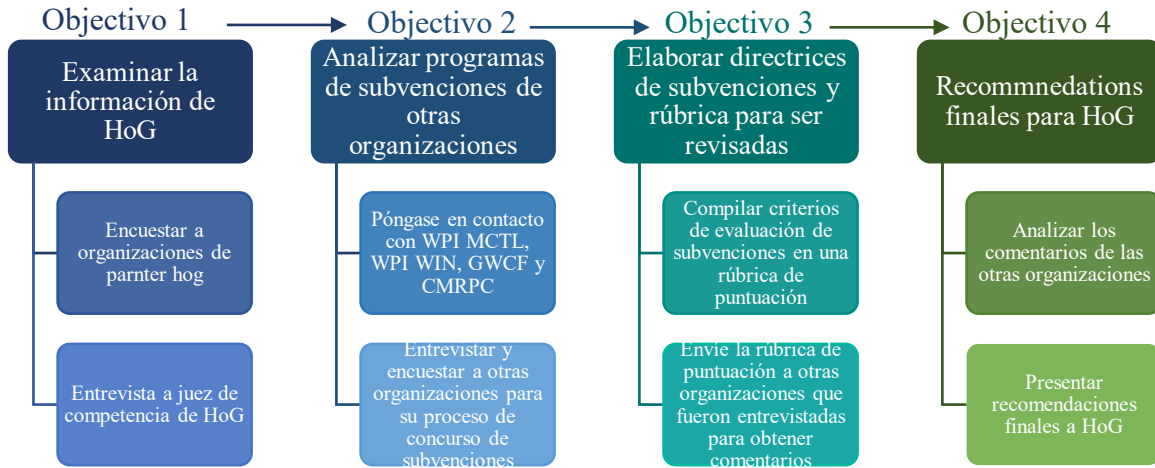 Objectivo 1
Objectivo 2
Objectivo 3
Objectivo 4
Examinar la
información de
HoG
Encuestar a
organizaciones de
parnter hog
Entrevista a juez de
competencia de HoG
Analizar programas
de subvenciones de
otras
organizaciones
Póngase en contacto
con WPI MCTL,
WPI WIN, GWCF y
CMRPC
Entrevistar y
encuestar a otras
organizaciones para
su proceso de
concurso de
subvenciones
Elaborar directrices
de subvenciones y
rúbrica para ser
revisadas
Compilar criterios
de evaluación de
subvenciones en una
rúbrica de
puntuación
Envíe la rúbrica de
puntuación a otras
organizaciones que
fueron entrevistadas
para obtener
comentarios
Recommnedations
finales para HoG
Analizar los
comentarios de las
otras organizaciones
Presentar
recomendaciones
finales a HoG